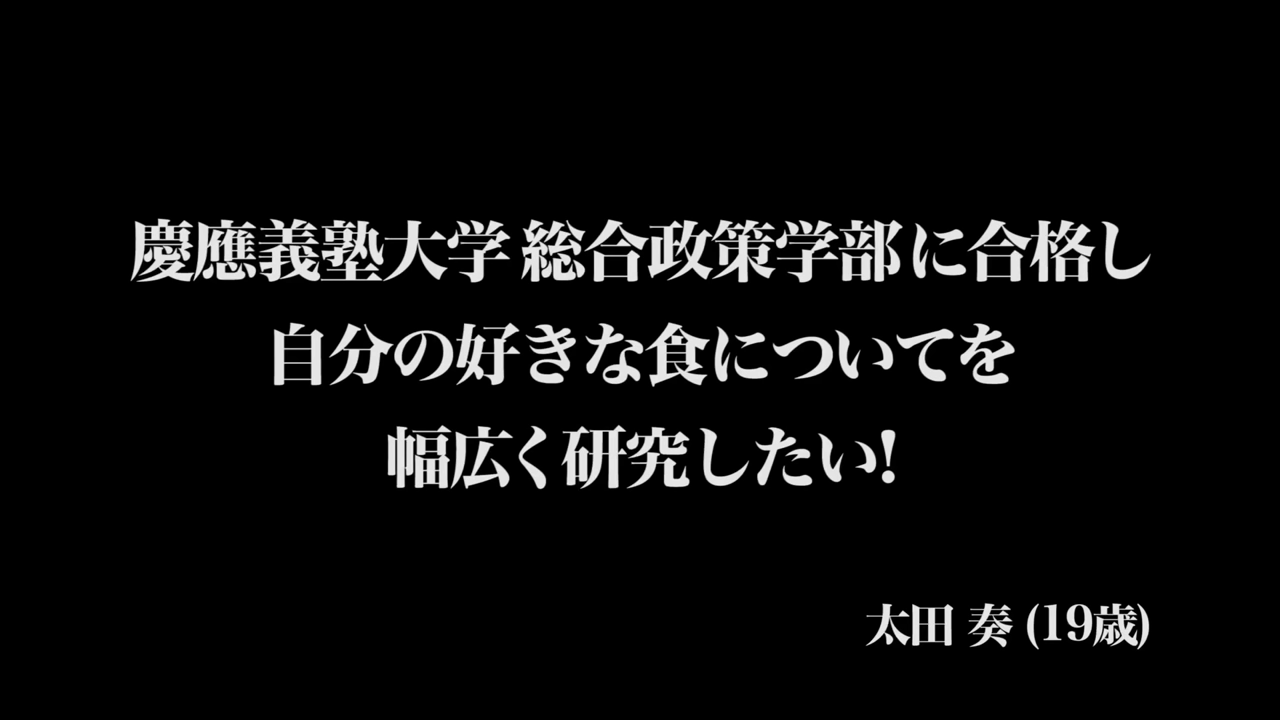 慶應義塾大学 総合政策学部に合格し
自分の好きな食についてを
幅広く研究したい!
太田 奏 (19歳)